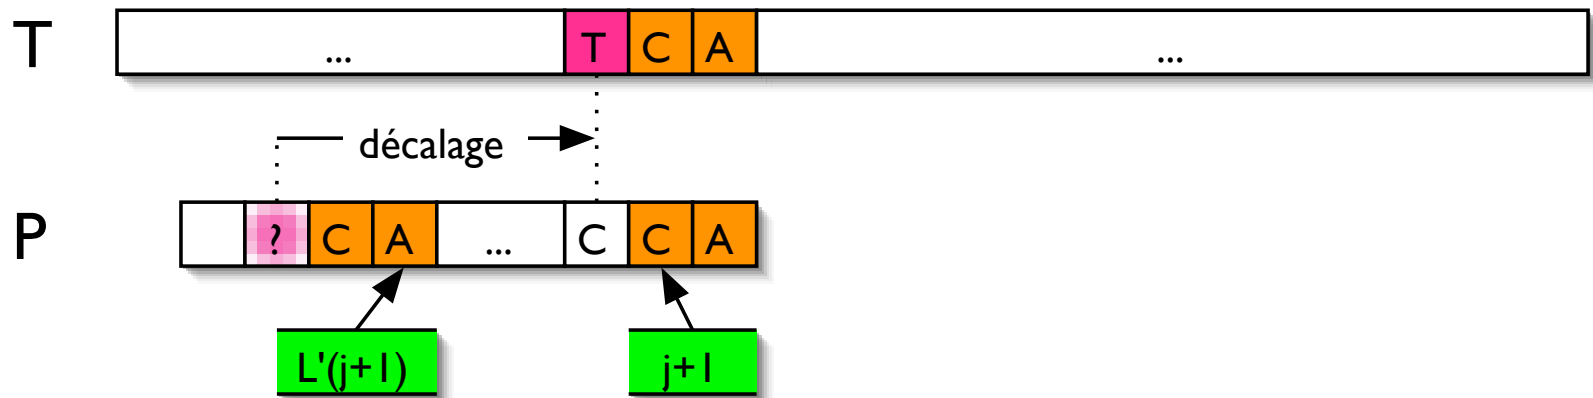 T ... T C A ...
décalage
P ? C A ... C C A
L'(j+1) j+1